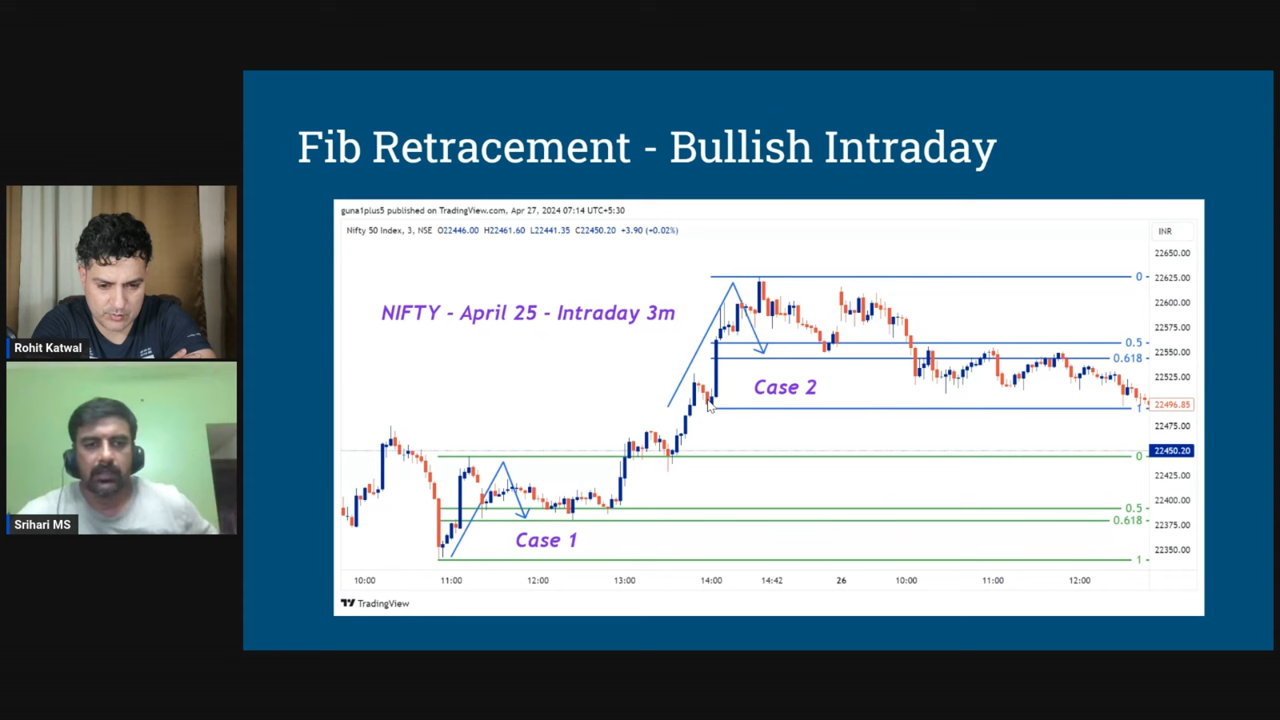 Fib Retracement - Bullish Intraday
guna1plus5 published on TradingView.com, Apr 27, 2024 07:14 UTC+5:30
Nifty 50 Index, 3, NSE O22446.00 H22461.60 L22441.35 C22450.20 +3.90 (+0.02%)
INR
22650.00
0
22625.00
NIFTY - April 25 - Intraday 3m
22600.00
22575.00
0.5
22550.00
0.618
Case 2
22525.00
1
22496.85
22475.00
22450.20
0
22425.00
22400.00
0.5
0.618
22375.00
Case 1
22350.00
1
10:00 11:00 12:00 13:00 14:00 14:42 26 10:00 11:00 12:00
TradingView
Rohit Katwal
Srihari MS